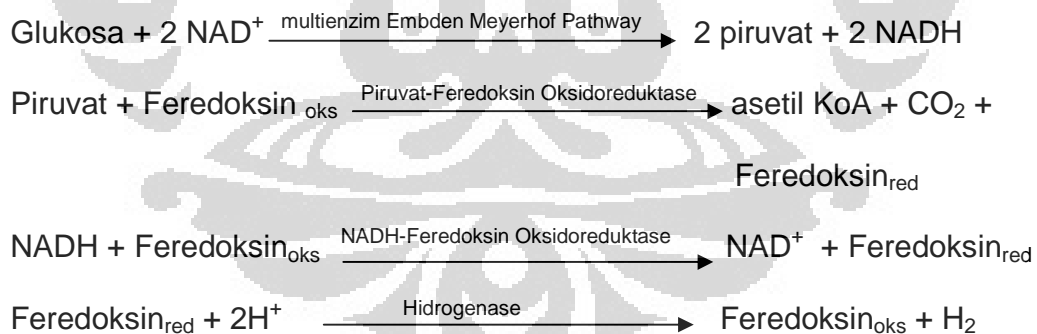 multienzim Embden Meyerhof Pathway
Glukosa + 2 NAD⁺ → 2 piruvat + 2 NADH
Piruvat-Feredoksin Oksidoreduktase
Piruvat + Feredoksin oks → asetil KoA + CO₂ +
Feredoksin red
NADH-Feredoksin Oksidoreduktase
NADH + Feredoksin oks → NAD⁺ + Feredoksin red
Hidrogenase
Feredoksin red + 2H⁺ → Feredoksin oks + H₂